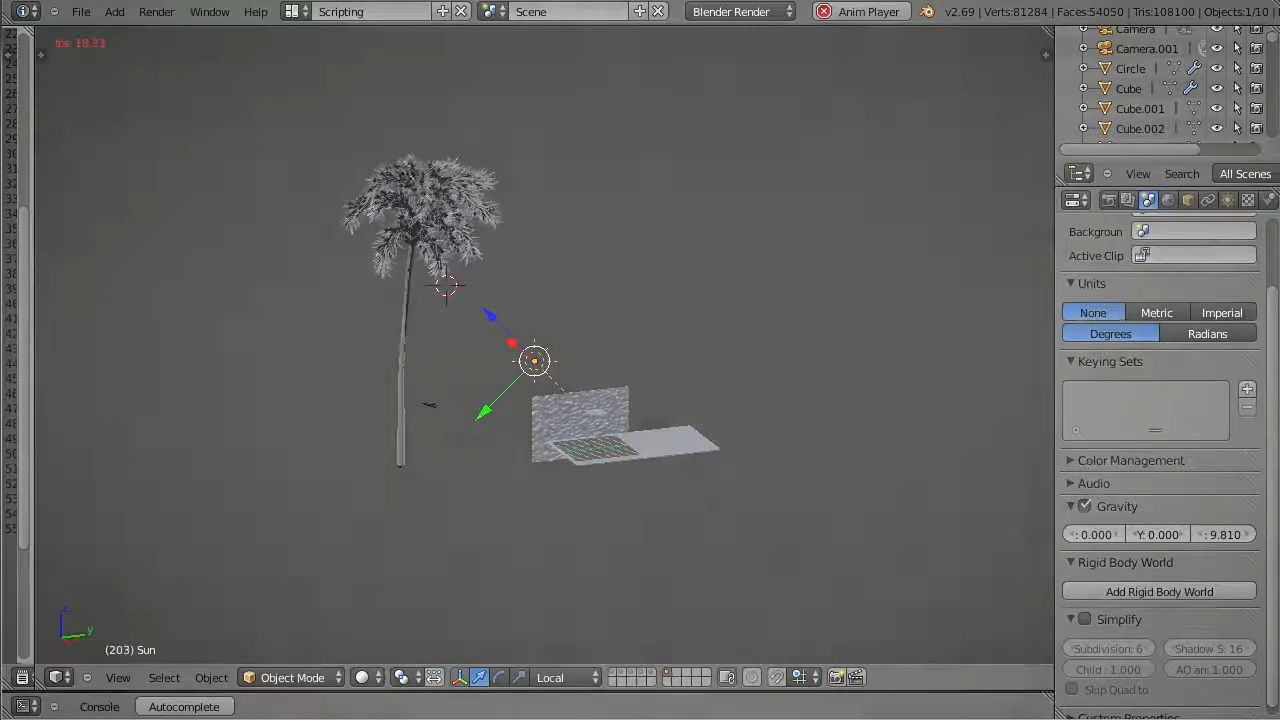 File Add Render Window Help Scripting Scene Blender Render Anim Player v2.69 | Verts:81284 | Faces:54050 | Tris:108100 | Objects:1/10 |
fps: 18.31
Camera
Camera.001
Circle
Cube
Cube.001
Cube.002
View Search All Scenes
Backgroun
Active Clip
Units
None Metric Imperial
Degrees Radians
Keying Sets
Color Management
Audio
Gravity
: 0.000 Y: 0.000 : 9.810
Rigid Body World
Add Rigid Body World
Simplify
Subdivision: 6 Shadow S: 16
Child : 1.000 AO an: 1.000
Skip Quad to
z
y
(203) Sun
View Select Object Object Mode Local
Console Autocomplete